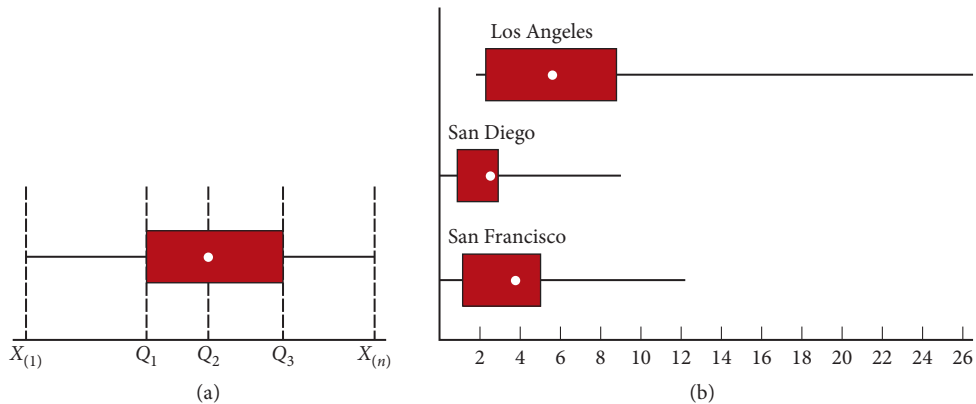 Los Angeles
San Diego
San Francisco
X(1) Q1 Q2 Q3 X(n)
2 4 6 8 10 12 14 16 18 20 22 24 26
(a) (b)